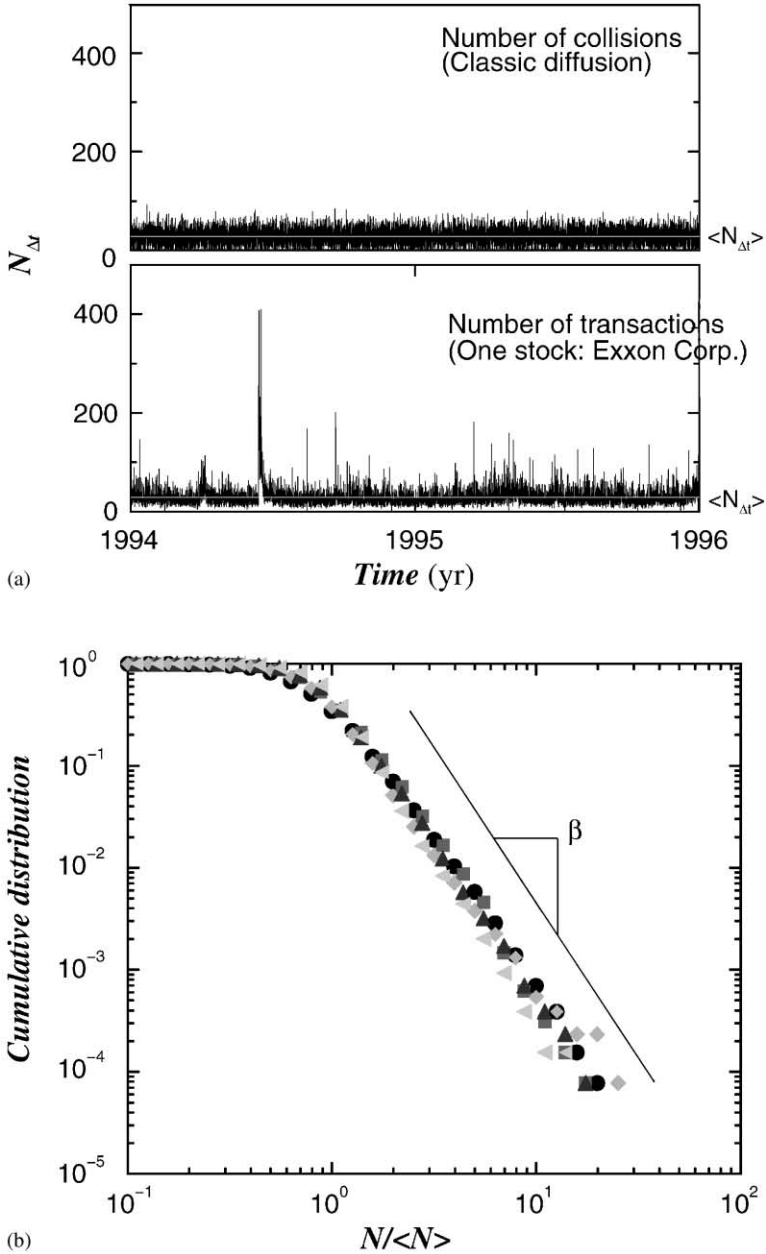 400
200
0
Number of collisions
(Classic diffusion)
<N_Δt>
N_Δt
400
200
0
Number of transactions
(One stock: Exxon Corp.)
<N_Δt>
1994 1995 1996
Time (yr)
(a)
10^0
10^-1
10^-2
10^-3
10^-4
10^-5
Cumulative distribution
β
10^-1 10^0 10^1 10^2
N/<N>
(b)